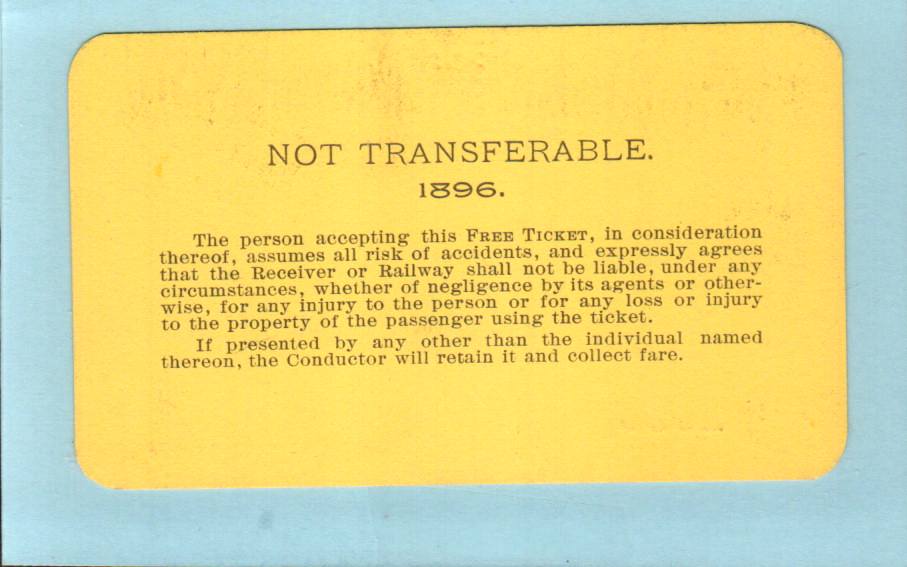 NOT TRANSFERABLE.
1896.
The person accepting this FREE TICKET, in consideration
thereof, assumes all risk of accidents, and expressly agrees
that the Receiver or Railway shall not be liable, under any
circumstances, whether of negligence by its agents or other-
wise, for any injury to the person or for any loss or injury
to the property of the passenger using the ticket.
If presented by any other than the individual named
thereon, the Conductor will retain it and collect fare.